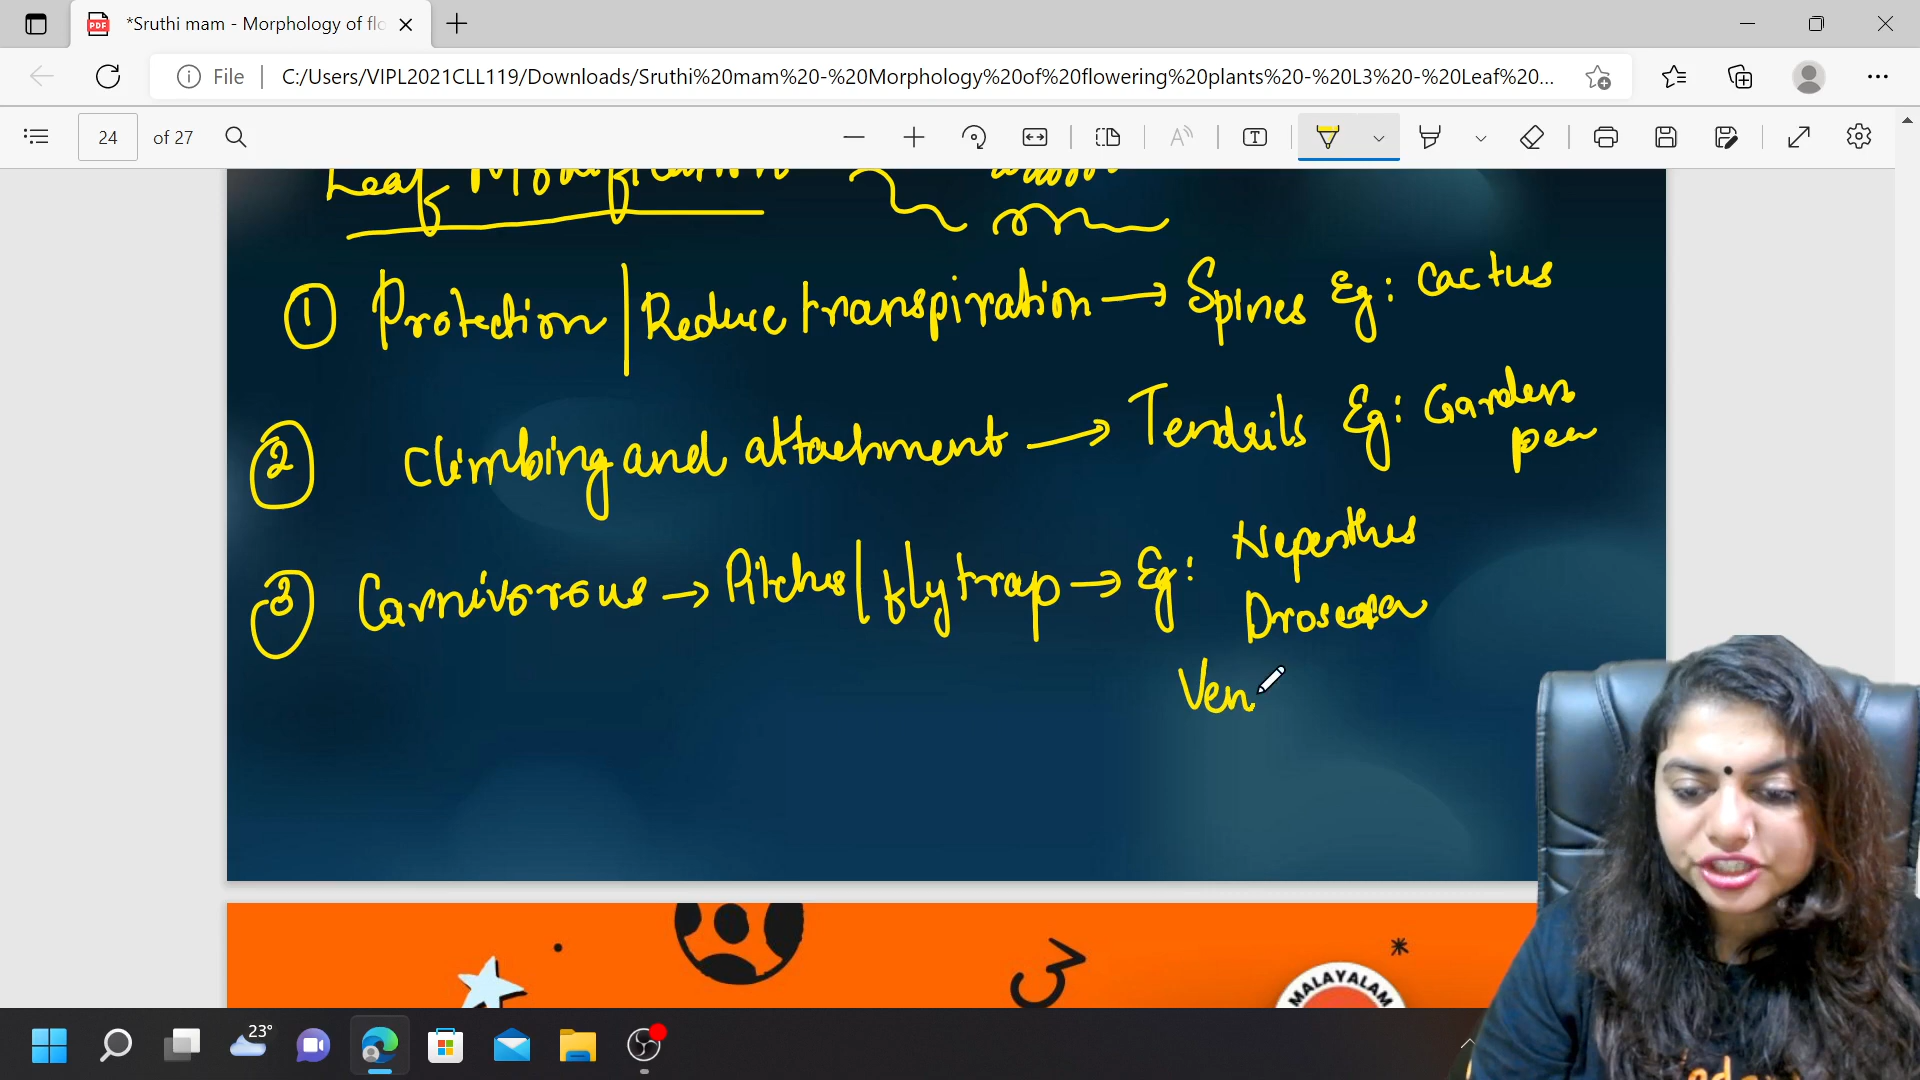 *Sruthi mam - Morphology of flo
File
C:/Users/VIPL2021CLL119/Downloads/Sruthi%20mam%20-%20Morphology%20of%20flowering%20plants%20-%20L3%20-%20Leaf%20...
24 of 27
Leaf Modification
① Protection | Reduce transpiration → Spines Eg: Cactus
② Climbing and attachment → Tendrils Eg: Garden
pea
③ Carnivorous → Pitcher | fly trap → Eg: Nepenthes
Drosera
Ven
MALAYALAM
23°